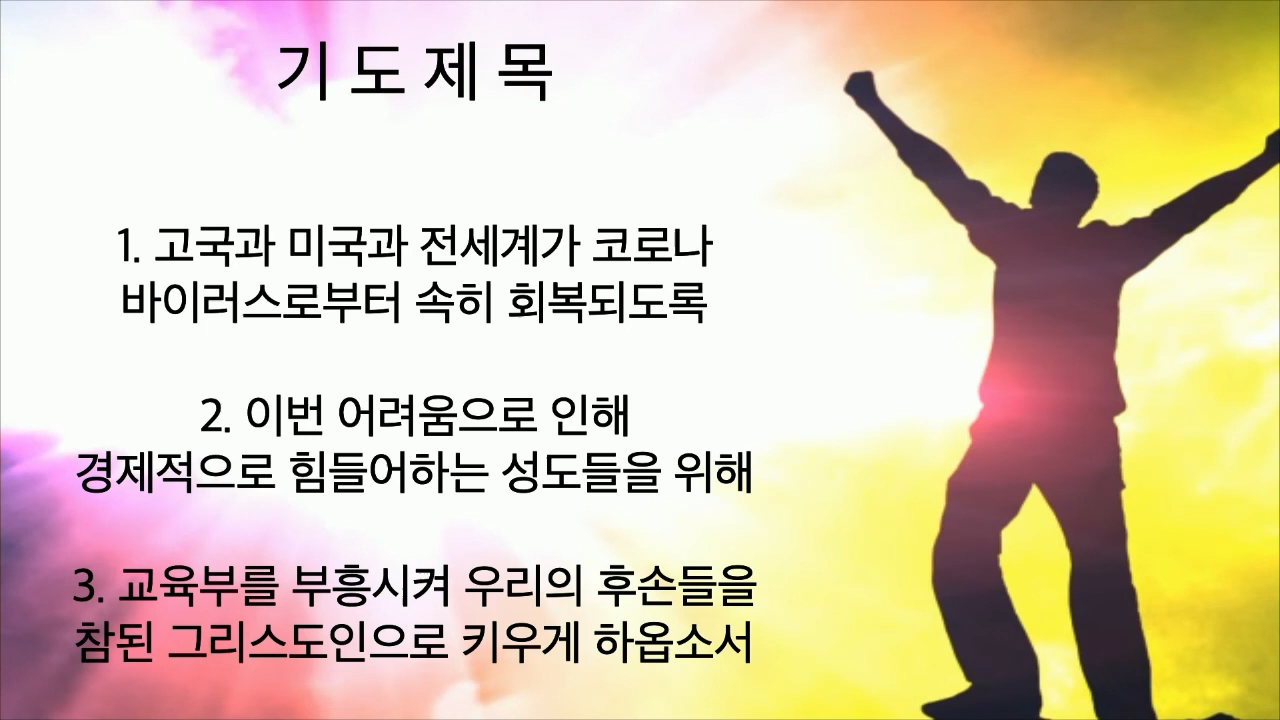 기 도 제 목
1. 고국과 미국과 전세계가 코로나
바이러스로부터 속히 회복되도록
2. 이번 어려움으로 인해
경제적으로 힘들어하는 성도들을 위해
3. 교육부를 부흥시켜 우리의 후손들을
참된 그리스도인으로 키우게 하옵소서